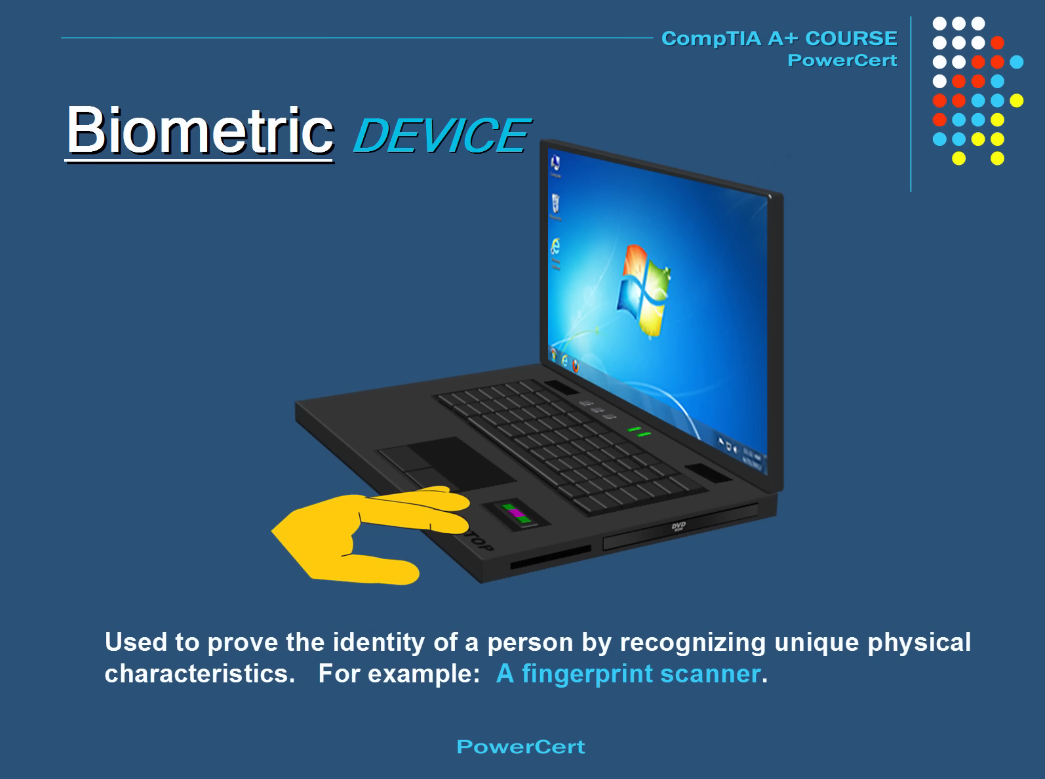 CompTIA A+ COURSE
PowerCert
Biometric DEVICE
TOP
DVD
Used to prove the identity of a person by recognizing unique physical
characteristics. For example: A fingerprint scanner.
PowerCert